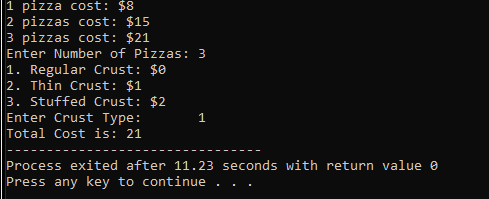 1 pizza cost: $8
2 pizzas cost: $15
3 pizzas cost: $21
Enter Number of Pizzas: 3
1. Regular Crust: $0
2. Thin Crust: $1
3. Stuffed Crust: $2
Enter Crust Type:       1
Total Cost is: 21
--------------------------------
Process exited after 11.23 seconds with return value 0
Press any key to continue . . .